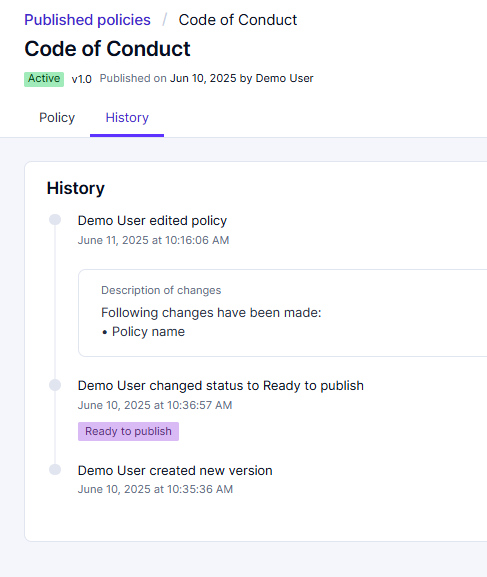 Published policies / Code of Conduct
Code of Conduct
Active v1.0 Published on Jun 10, 2025 by Demo User
Policy History
History
Demo User edited policy
June 11, 2025 at 10:16:06 AM
Description of changes
Following changes have been made:
• Policy name
Demo User changed status to Ready to publish
June 10, 2025 at 10:36:57 AM
Ready to publish
Demo User created new version
June 10, 2025 at 10:35:36 AM